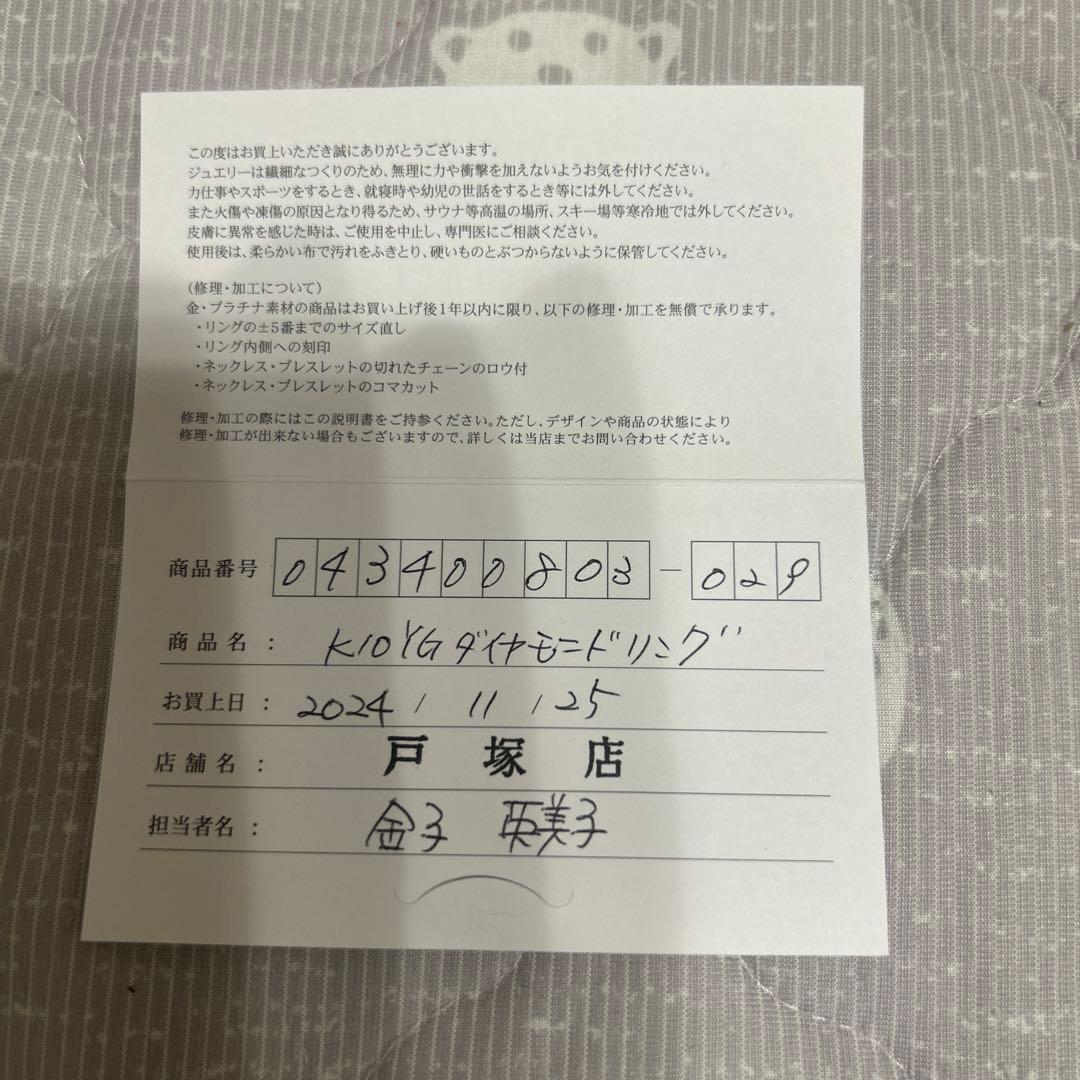 この度はお買上いただき誠にありがとうございます。
ジュエリーは繊細なつくりのため、無理に力や衝撃を加えないようお気を付けください。
力仕事やスポーツをするとき、就寝時や幼児の世話をするとき等には外してください。
また火傷や凍傷の原因となり得るため、サウナ等高温の場所、スキー場等寒冷地では外してください。
皮膚に異常を感じた時は、ご使用を中止し、専門医にご相談ください。
使用後は、柔らかい布で汚れをふきとり、硬いものとぶつからないように保管してください。
（修理・加工について）
金・プラチナ素材の商品はお買い上げ後1年以内に限り、以下の修理・加工を無償で承ります。
・リングの±5番までのサイズ直し
・リング内側への刻印
・ネックレス・ブレスレットの切れたチェーンのロウ付
・ネックレス・ブレスレットのコマカット
修理・加工の際にはこの説明書をご持参ください。ただし、デザインや商品の状態により
修理・加工が出来ない場合もございますので、詳しくは当店までお問い合わせください。
商品番号 043400803-029
商品名： K10YGダイヤモンドリング
お買上日： 2024/11/25
店舗名： 戸塚店
担当者名： 金子 亜美子